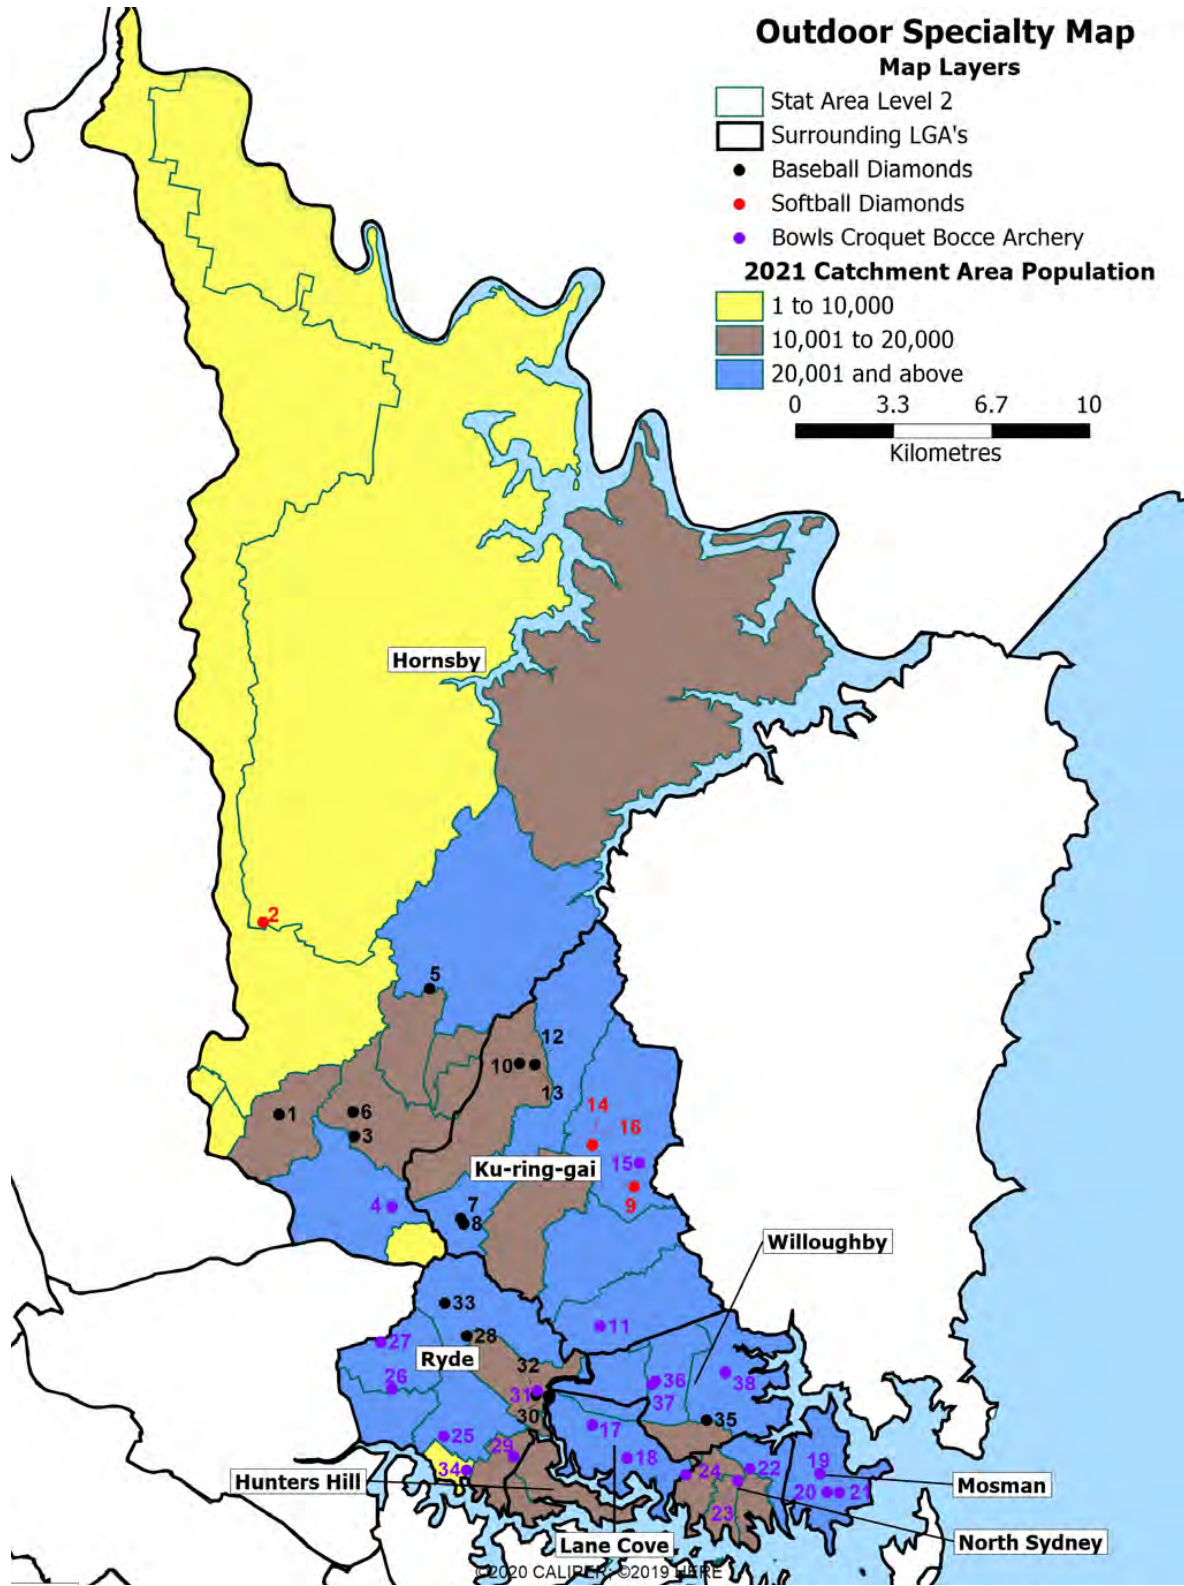 Outdoor Specialty Map
Map Layers
Stat Area Level 2
Surrounding LGA's
Baseball Diamonds
Softball Diamonds
Bowls Croquet Bocce Archery
2021 Catchment Area Population
1 to 10,000
10,001 to 20,000
20,001 and above
0 3.3 6.7 10
Kilometres
Hornsby
2
5
12
10
13
1
6
3
14
16
15
Ku-ring-gai
9
4
7
8
Willoughby
33
11
28
27
Ryde
32
26
31
36
38
37
30
35
17
25
29
18
34
24
22
19
20
21
23
Hunters Hill
Mosman
Lane Cove
North Sydney
©2020 CALIPER; ©2019 HERE